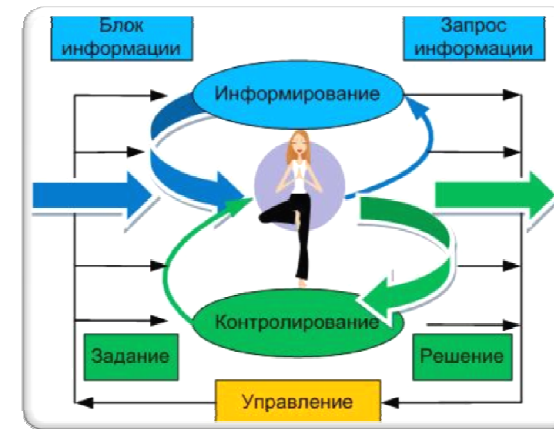 Блок
информации
Запрос
информации
Информирование
Контролирование
Задание
Решение
Управление